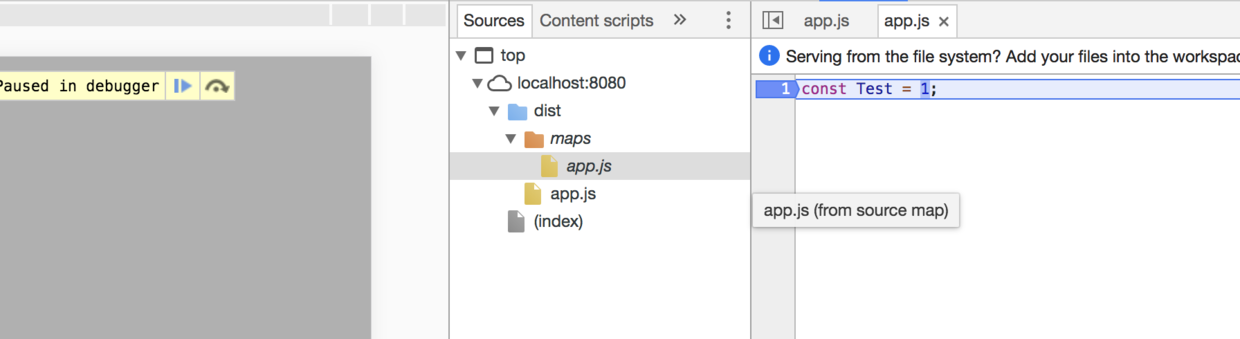 Sources Content scripts »
app.js app.js ×
Serving from the file system? Add your files into the workspac
top
Paused in debugger
localhost:8080
1 const Test = 1;
dist
maps
app.js
app.js
app.js (from source map)
(index)